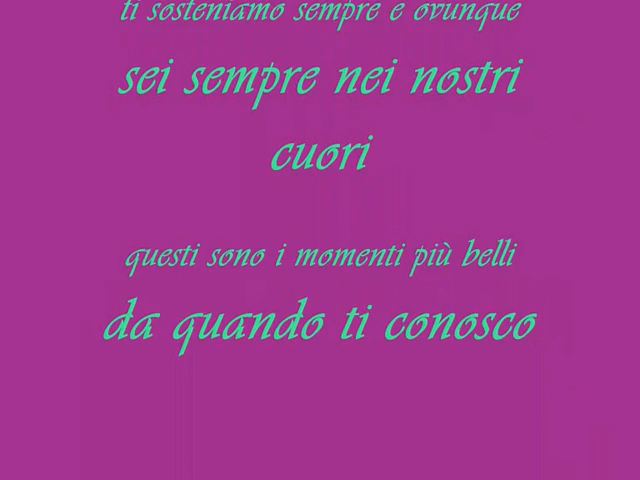 ti sosteniamo sempre e ovunque
sei sempre nei nostri
cuori
questi sono i momenti più belli
da quando ti conosco